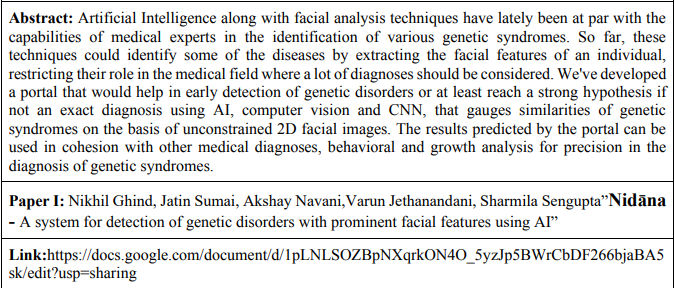 Abstract: Artificial Intelligence along with facial analysis techniques have lately been at par with the
capabilities of medical experts in the identification of various genetic syndromes. So far, these
techniques could identify some of the diseases by extracting the facial features of an individual,
restricting their role in the medical field where a lot of diagnoses should be considered. We've developed
a portal that would help in early detection of genetic disorders or at least reach a strong hypothesis if
not an exact diagnosis using AI, computer vision and CNN, that gauges similarities of genetic
syndromes on the basis of unconstrained 2D facial images. The results predicted by the portal can be
used in cohesion with other medical diagnoses, behavioral and growth analysis for precision in the
diagnosis of genetic syndromes.
Paper I: Nikhil Ghind, Jatin Sumai, Akshay Navani,Varun Jethanandani, Sharmila Sengupta”Nidāna
- A system for detection of genetic disorders with prominent facial features using AI”
Link:https://docs.google.com/document/d/1pLNLSOZBpNXqrkON4O_5yzJp5BWrCbDF266bjaBA5
sk/edit?usp=sharing